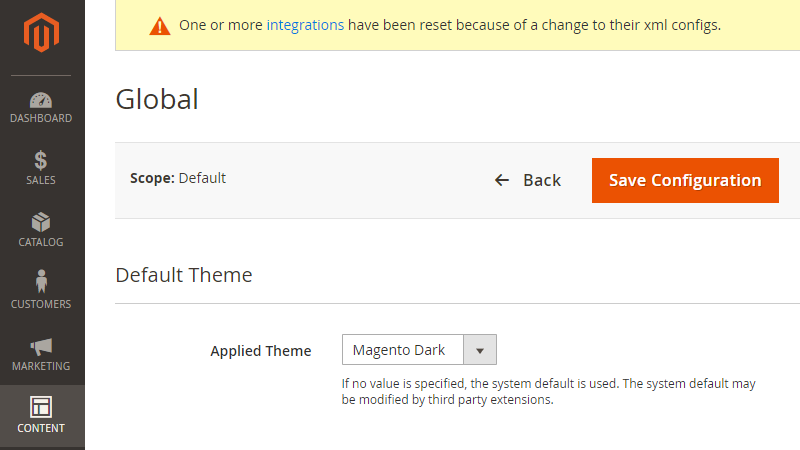 One or more integrations have been reset because of a change to their xml configs.
Global
Scope: Default
Back
Save Configuration
Default Theme
Applied Theme
Magento Dark
If no value is specified, the system default is used. The system default may
be modified by third party extensions.
DASHBOARD
$
SALES
CATALOG
CUSTOMERS
MARKETING
CONTENT